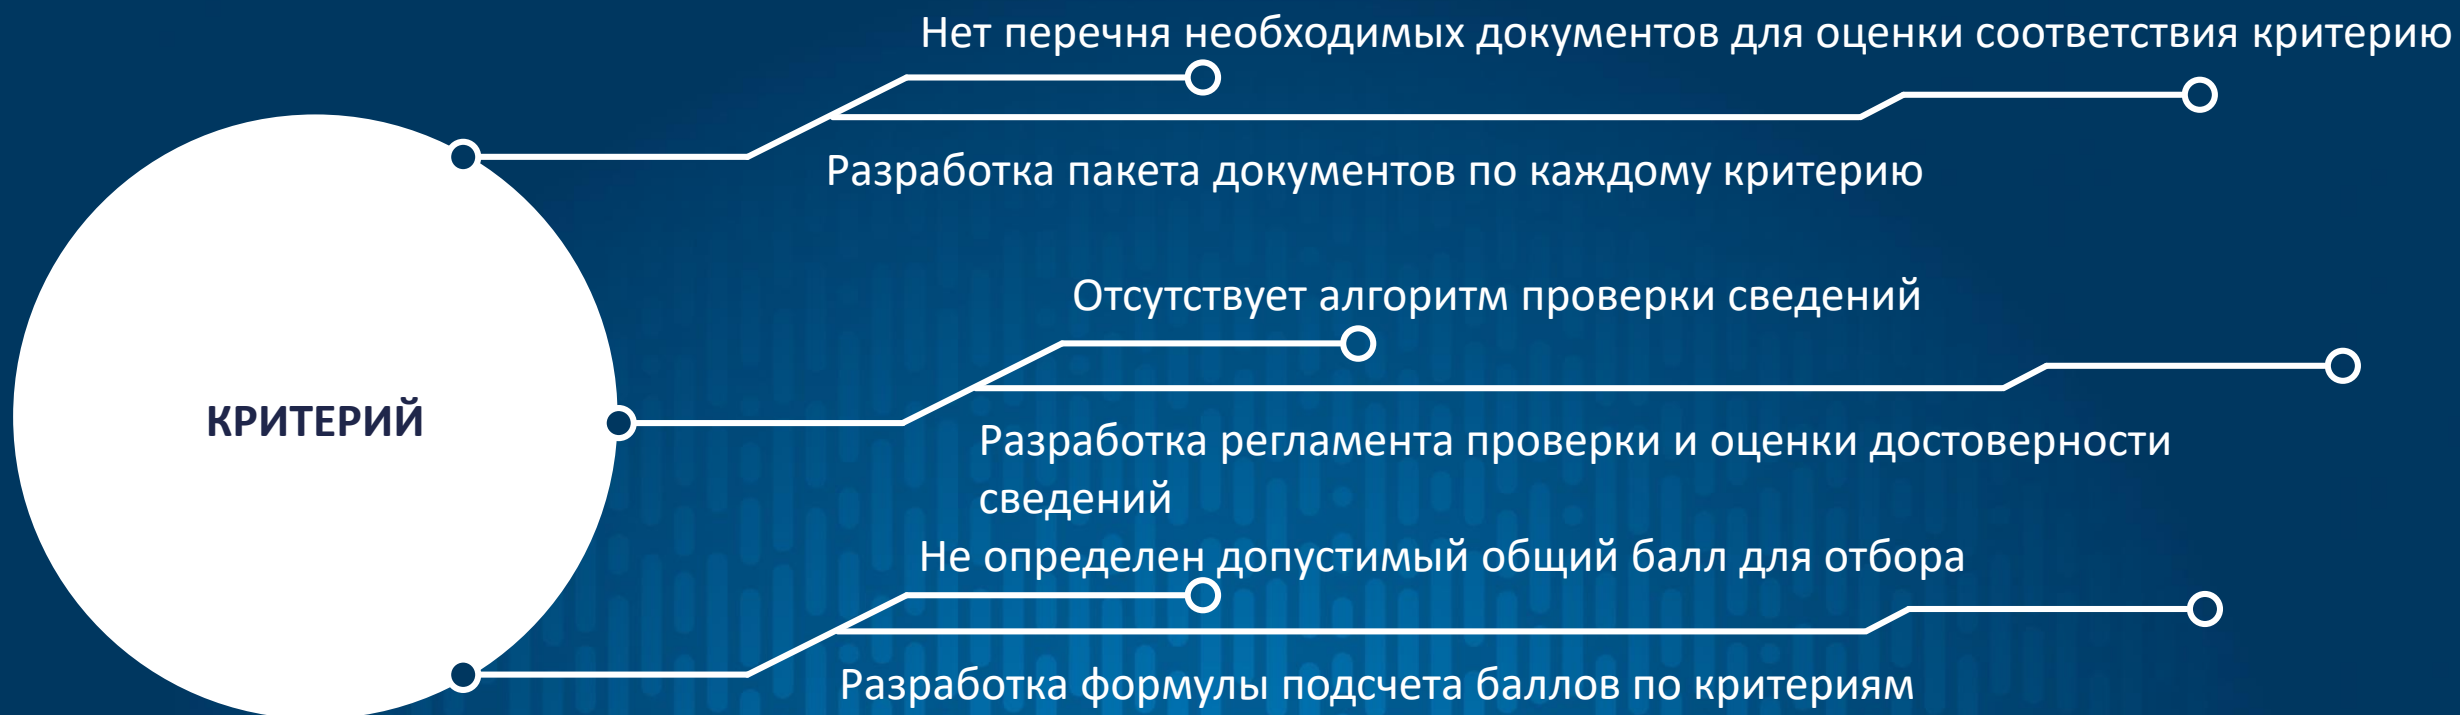 Нет перечня необходимых документов для оценки соответствия критерию
Разработка пакета документов по каждому критерию
Отсутствует алгоритм проверки сведений
КРИТЕРИЙ
Разработка регламента проверки и оценки достоверности
сведений
Не определен допустимый общий балл для отбора
Разработка формулы подсчета баллов по критериям